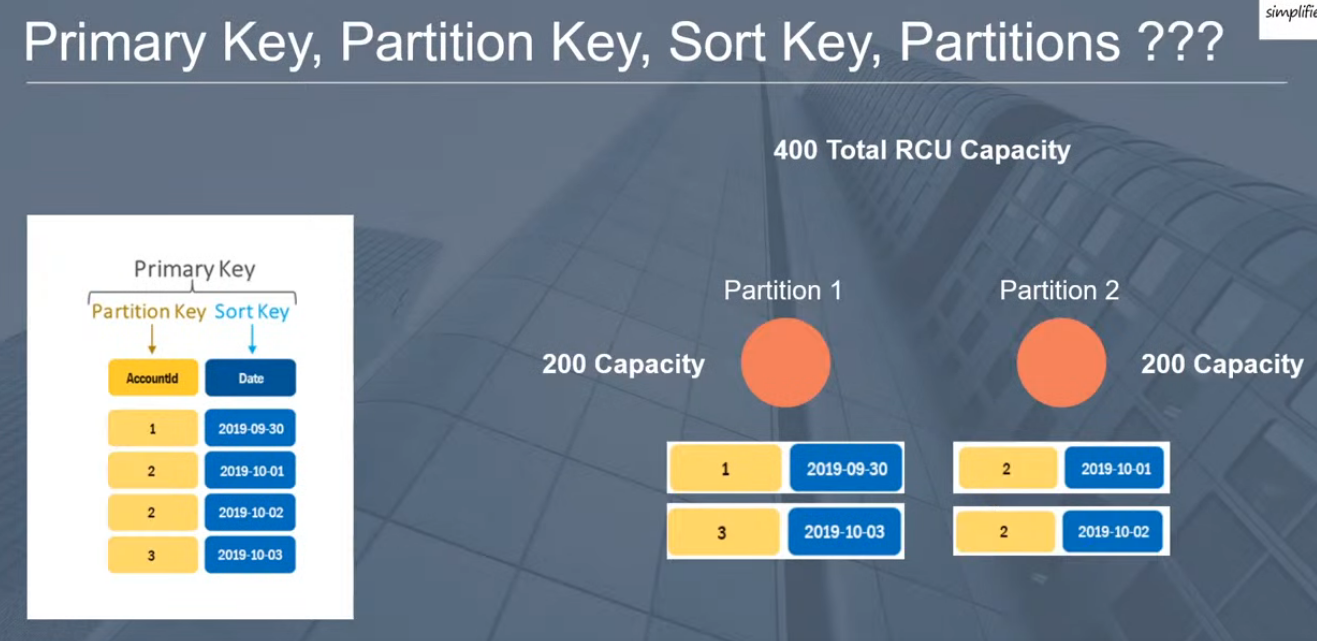 simplifie
Primary Key, Partition Key, Sort Key, Partitions ???
400 Total RCU Capacity
Primary Key
Partition Key Sort Key
AccountId Date
1 2019-09-30
2 2019-10-01
2 2019-10-02
3 2019-10-03
Partition 1
200 Capacity
1 2019-09-30
3 2019-10-03
Partition 2
200 Capacity
2 2019-10-01
2 2019-10-02